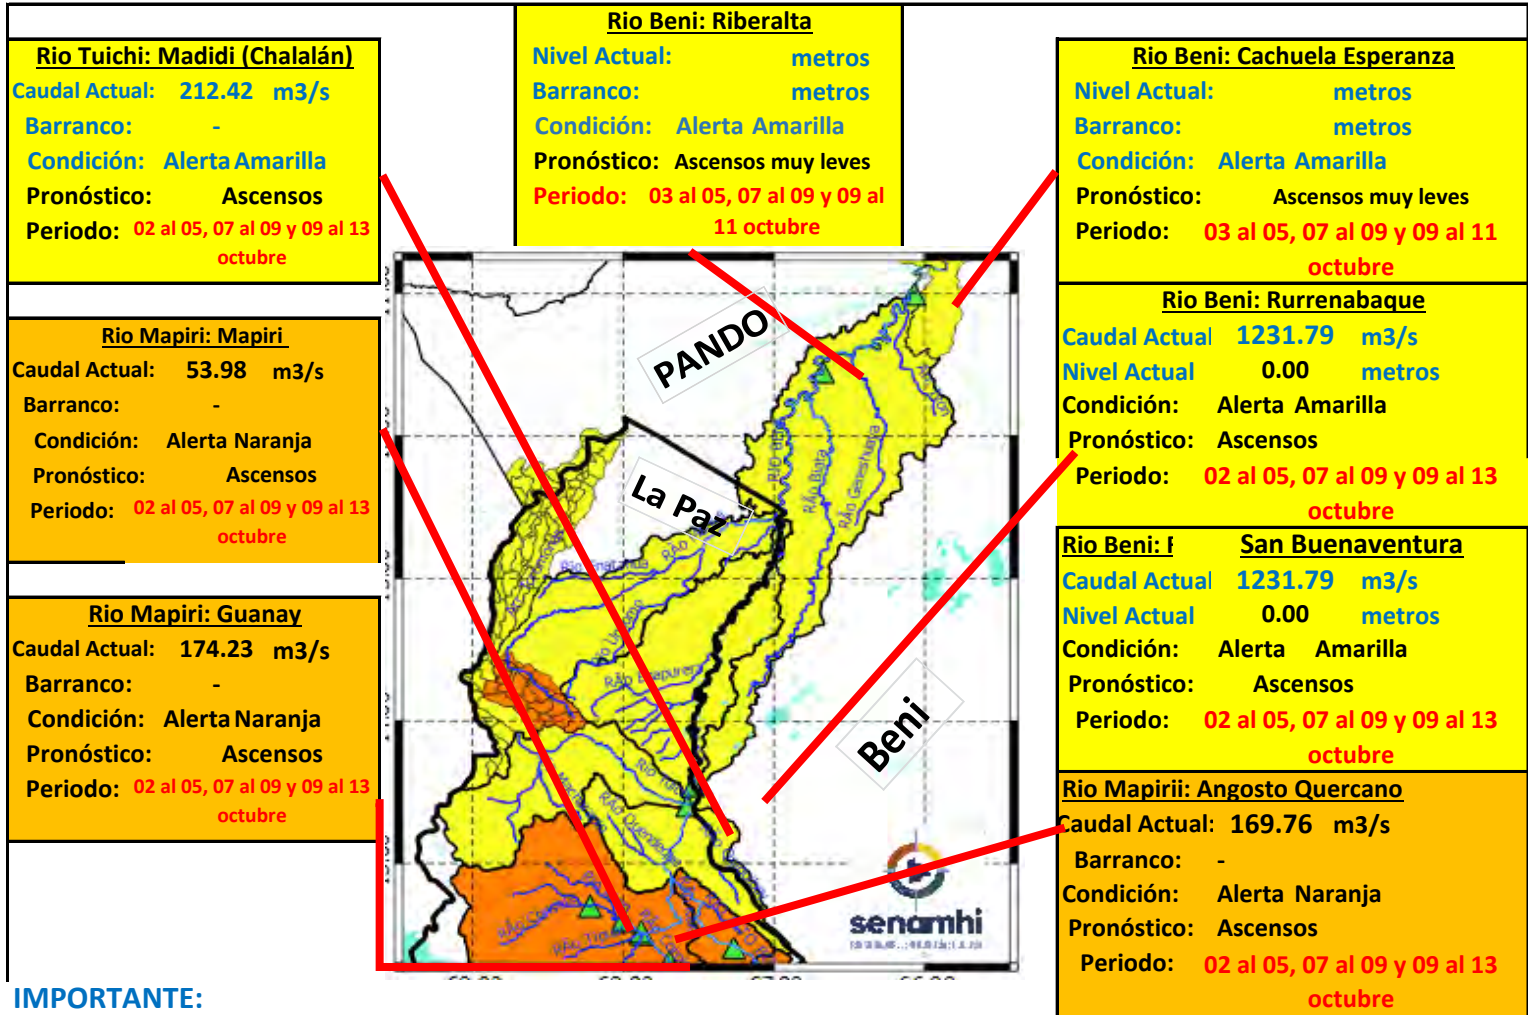 Rio Tuichi: Madidi (Chalalán)
Caudal Actual: 212.42 m3/s
Barranco: -
Condición: Alerta Amarilla
Pronóstico: Ascensos
Periodo: 02 al 05, 07 al 09 y 09 al 13
octubre
Rio Mapiri: Mapiri
Caudal Actual: 53.98 m3/s
Barranco: -
Condición: Alerta Naranja
Pronóstico: Ascensos
Periodo: 02 al 05, 07 al 09 y 09 al 13
octubre
Rio Mapiri: Guanay
Caudal Actual: 174.23 m3/s
Barranco: -
Condición: Alerta Naranja
Pronóstico: Ascensos
Periodo: 02 al 05, 07 al 09 y 09 al 13
octubre
Rio Beni: Riberalta
Nivel Actual: metros
Barranco: metros
Condición: Alerta Amarilla
Pronóstico: Ascensos muy leves
Periodo: 03 al 05, 07 al 09 y 09 al
11 octubre
PANDO
La Paz
Beni
RÃo Biata
RÃo Geneshuaya
senamhi
Rio Beni: Cachuela Esperanza
Nivel Actual: metros
Barranco: metros
Condición: Alerta Amarilla
Pronóstico: Ascensos muy leves
Periodo: 03 al 05, 07 al 09 y 09 al 11
octubre
Rio Beni: Rurrenabaque
Caudal Actual 1231.79 m3/s
Nivel Actual 0.00 metros
Condición: Alerta Amarilla
Pronóstico: Ascensos
Periodo: 02 al 05, 07 al 09 y 09 al 13
octubre
Rio Beni: San Buenaventura
Caudal Actual 1231.79 m3/s
Nivel Actual 0.00 metros
Condición: Alerta Amarilla
Pronóstico: Ascensos
Periodo: 02 al 05, 07 al 09 y 09 al 13
octubre
Rio Mapirii: Angosto Quercano
Caudal Actual: 169.76 m3/s
Barranco: -
Condición: Alerta Naranja
Pronóstico: Ascensos
Periodo: 02 al 05, 07 al 09 y 09 al 13
octubre
IMPORTANTE: